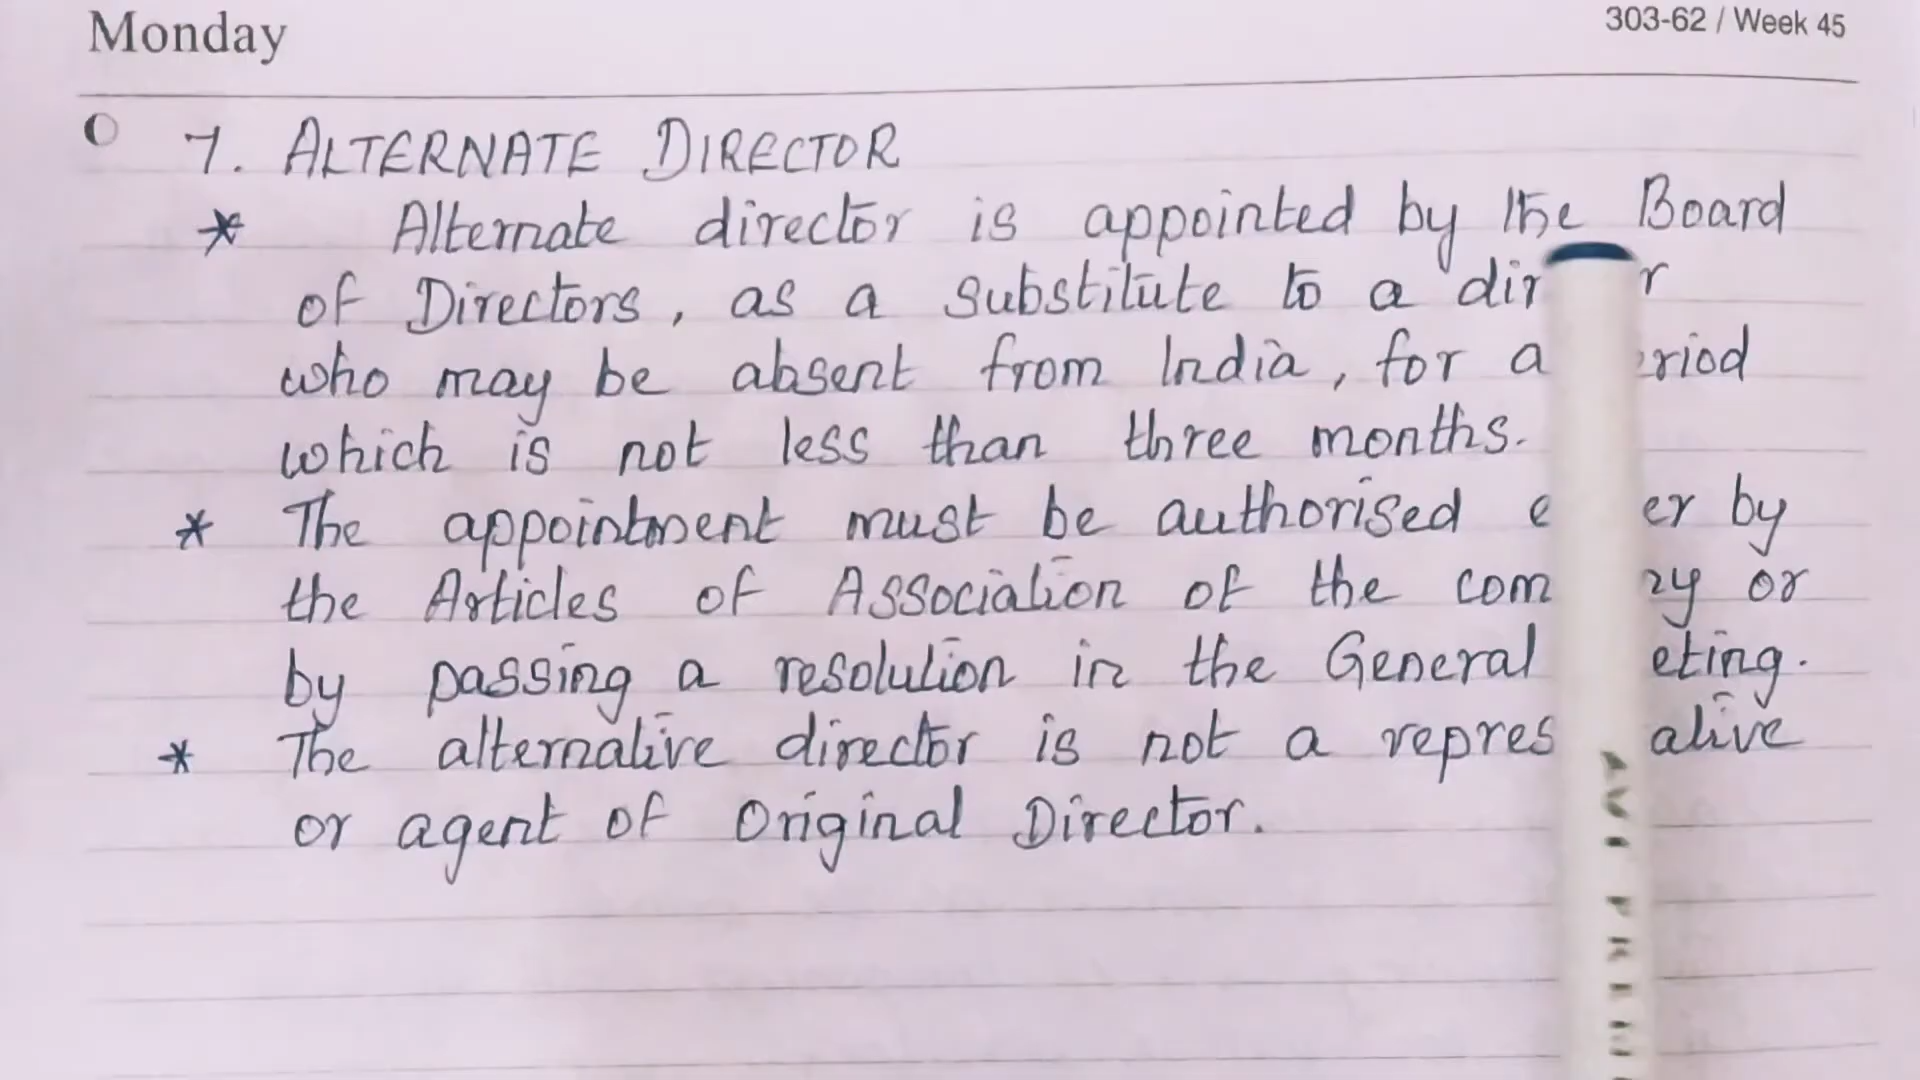 Monday
303-62 / Week 45
7. ALTERNATE DIRECTOR
* Alternate director is appointed by the Board
of Directors, as a substitute to a
who may be absent from India, for a
which is not less than three months.
* The appointment must be authorised by
the Articles of Association of the or
by passing a resolution in the General
* The alternative director is not a
or agent of Original Director.